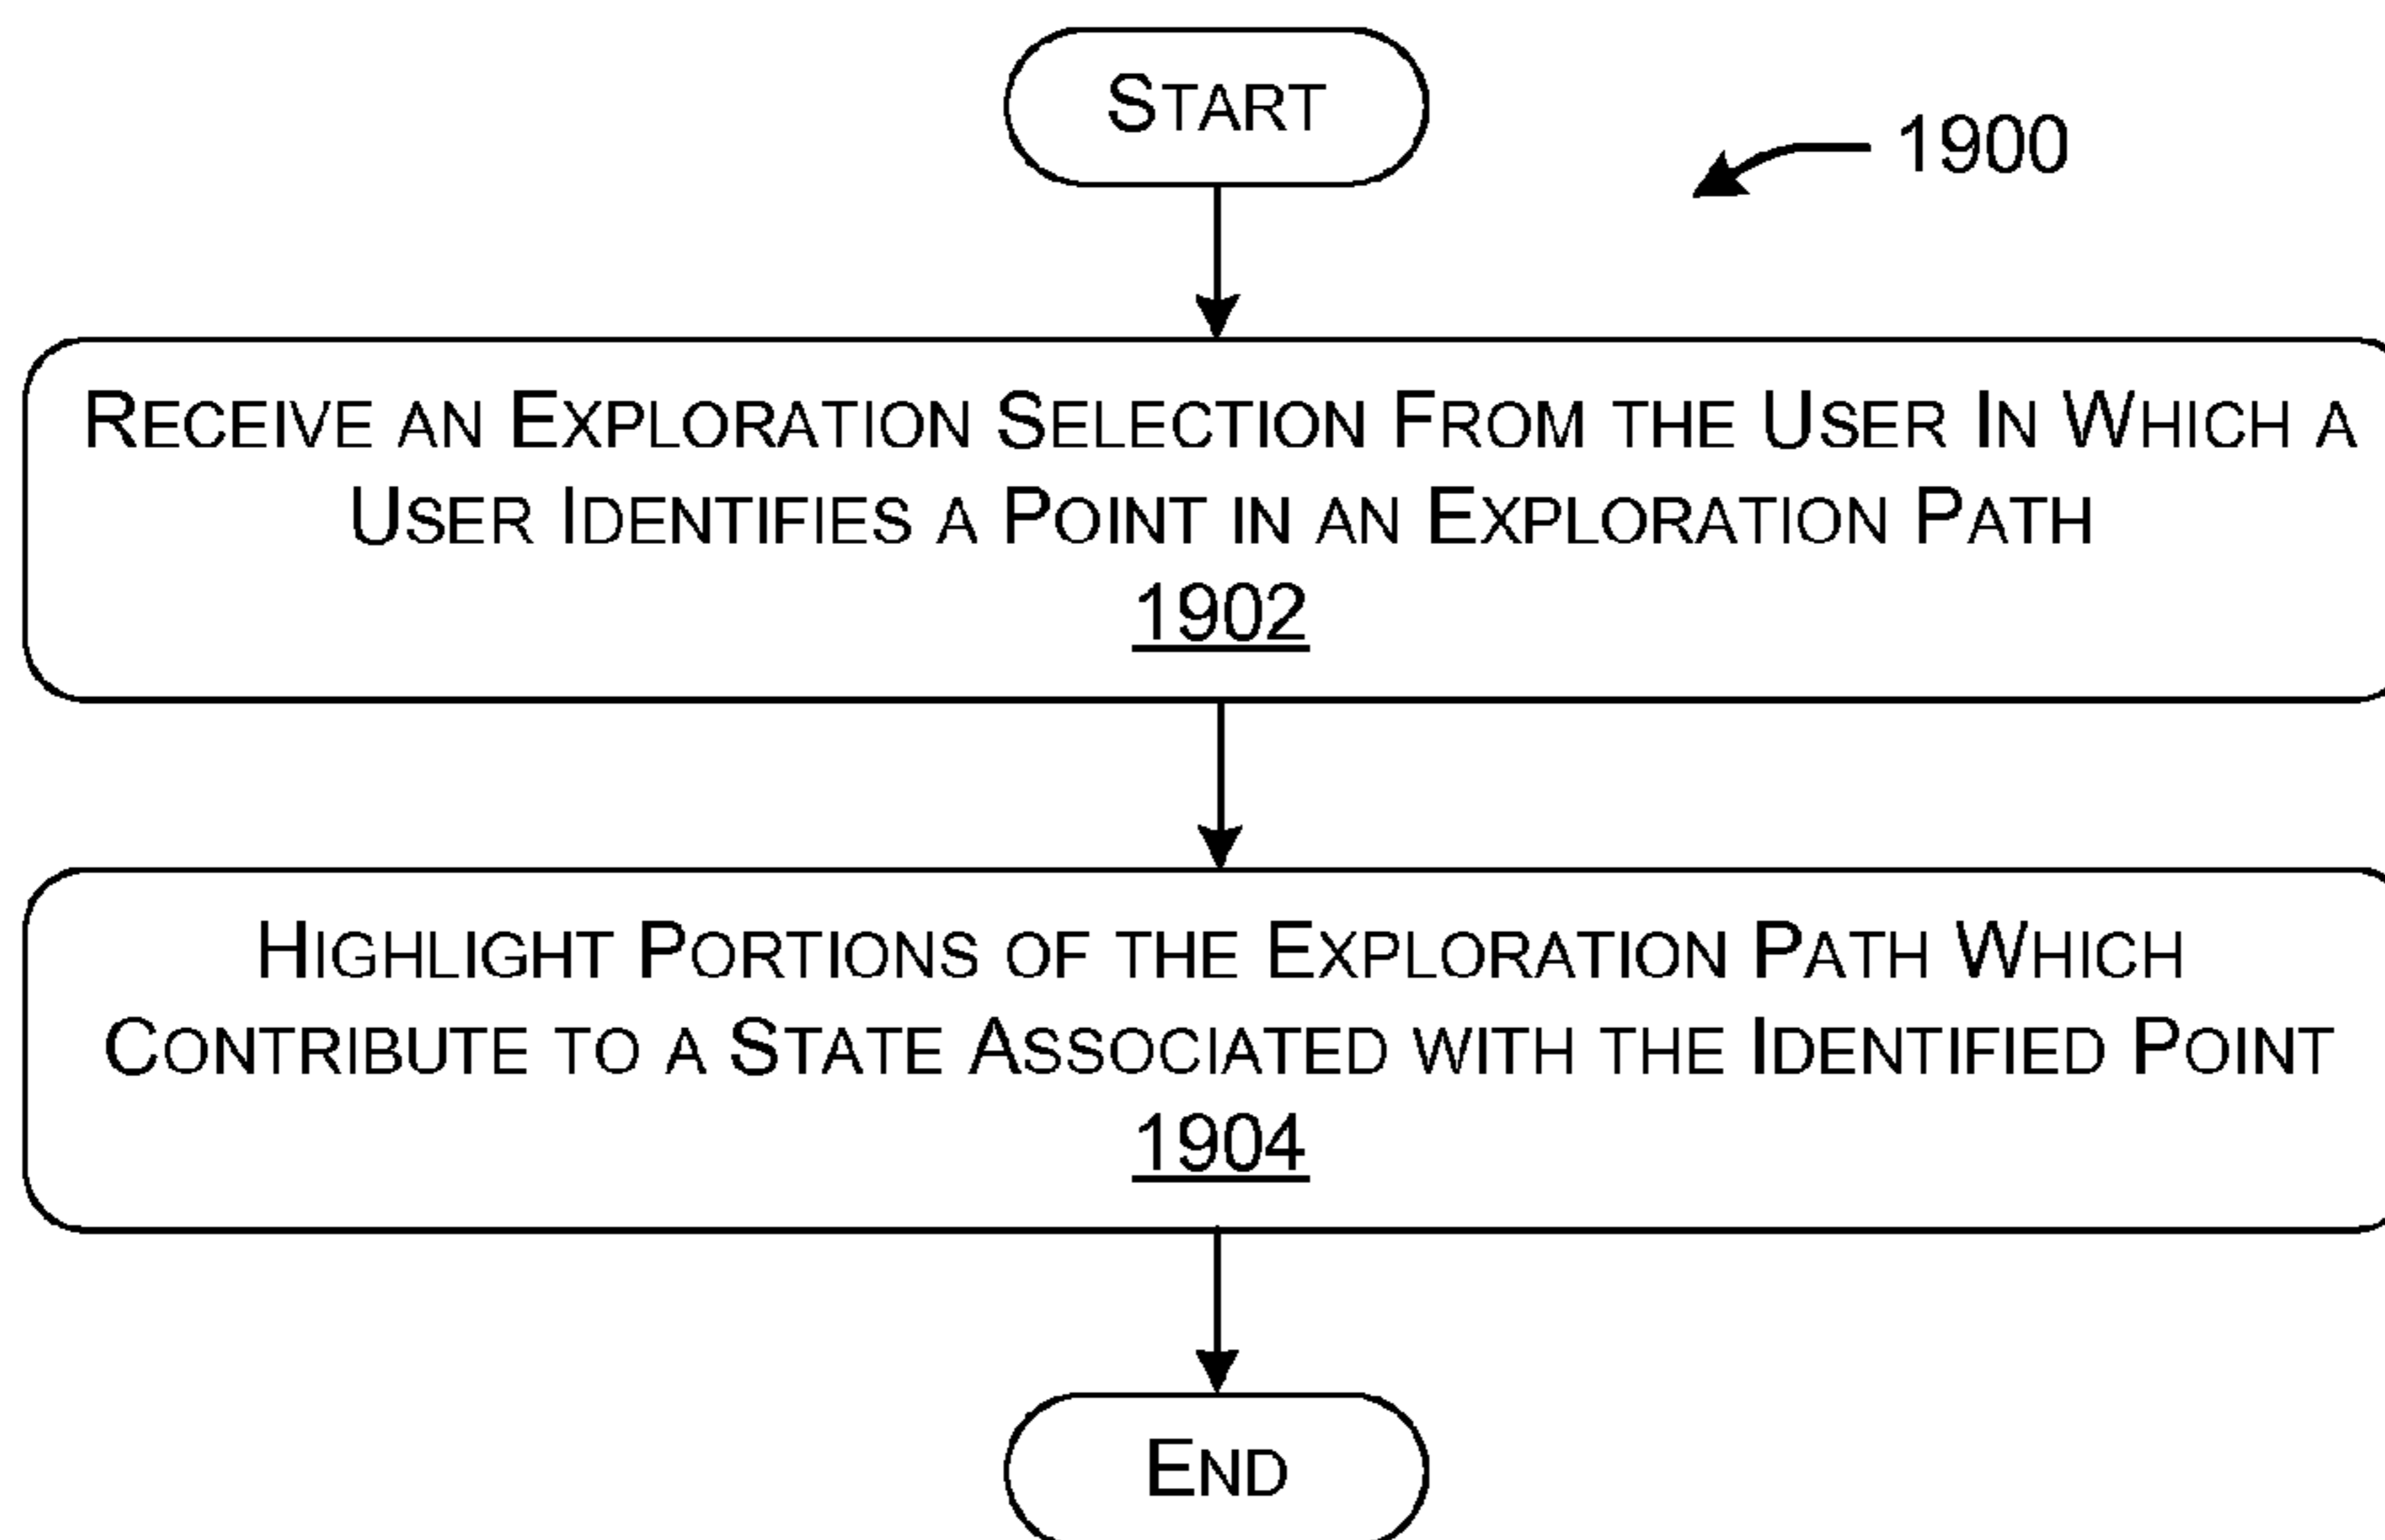 START
1900
RECEIVE AN EXPLORATION SELECTION FROM THE USER IN WHICH A
USER IDENTIFIES A POINT IN AN EXPLORATION PATH
1902
HIGHLIGHT PORTIONS OF THE EXPLORATION PATH WHICH
CONTRIBUTE TO A STATE ASSOCIATED WITH THE IDENTIFIED POINT
1904
END